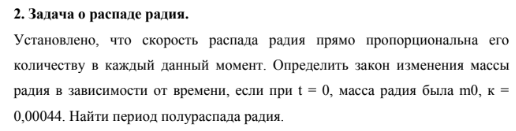 2. Задача о распаде радия.
Установлено, что скорость распада радия прямо пропорциональна его
количеству в каждый данный момент. Определить закон изменения массы
радия в зависимости от времени, если при t = 0, масса радия была m0, к =
0,00044. Найти период полураспада радия.